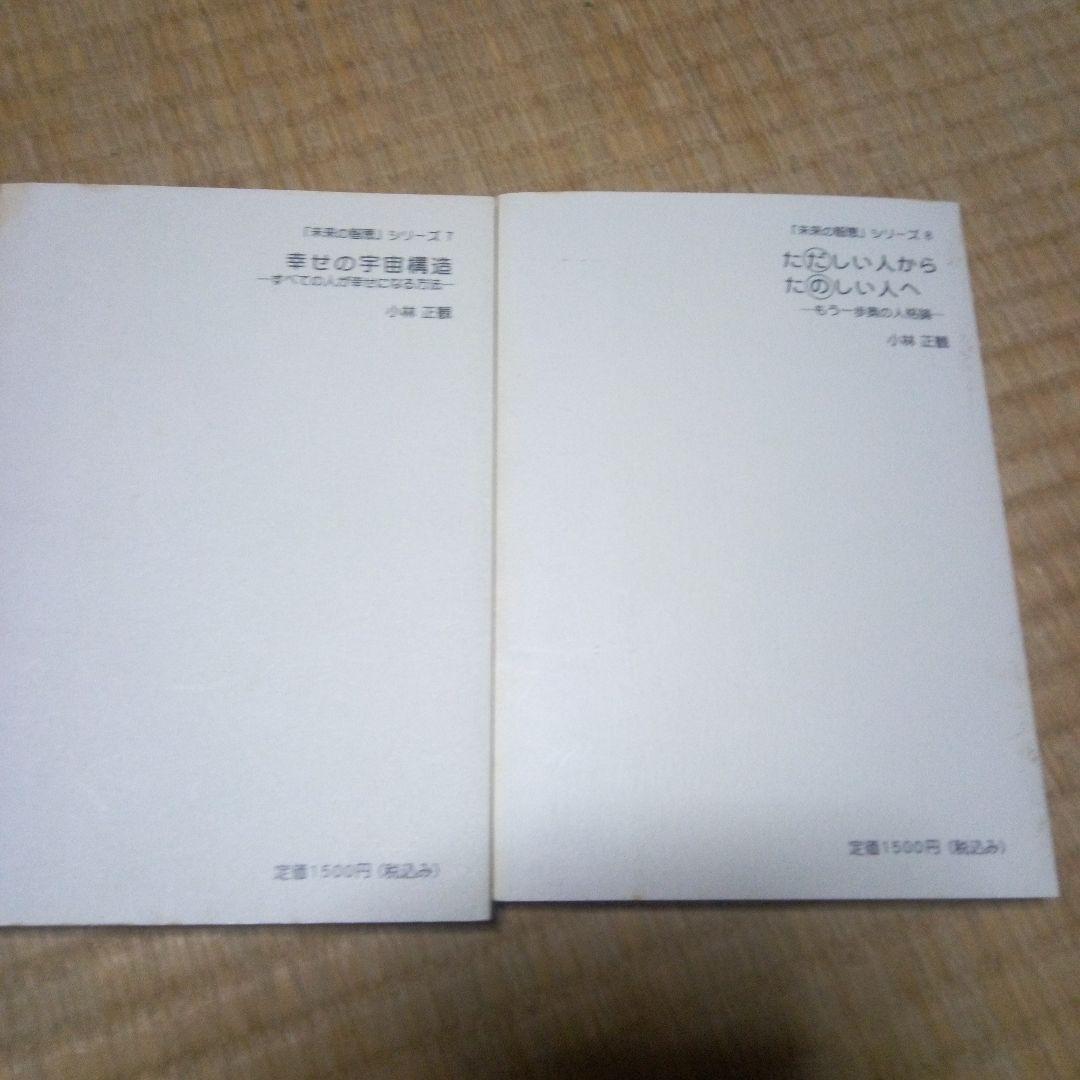 「未来の智恵」シリーズ 7
幸せの宇宙構造
―すべての人が幸せになる方法―
小林 正観
定価1500円(税込み)
「未来の智恵」シリーズ 8
ただしい人から
たのしい人へ
―もう一歩奥の人格論―
小林 正観
定価1500円(税込み)